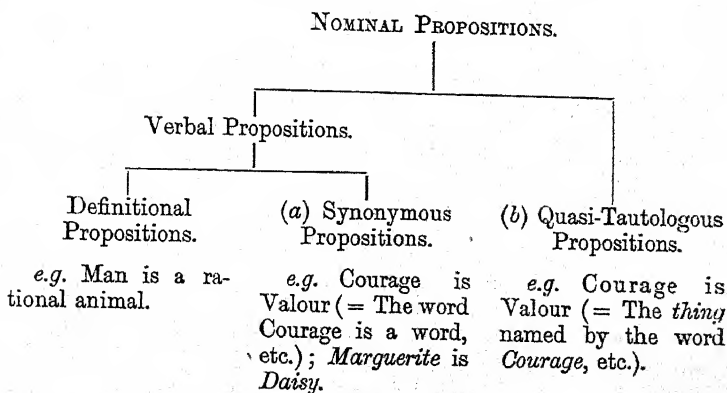 NOMINAL PROPOSITIONS.
Verbal Propositions.
Definitional
Propositions.
e.g. Man is a ra-
tional animal.
(a) Synonymous
Propositions.
e.g. Courage is
Valour (= The word
Courage is a word,
etc.); Marguerite is
Daisy.
(b) Quasi-Tautologous
Propositions.
e.g. Courage is
Valour (= The thing
named by the word
Courage, etc.).